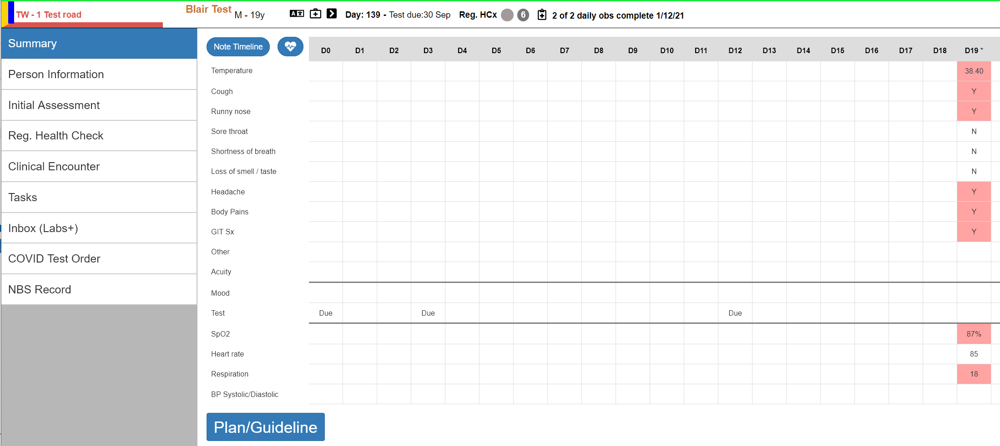 TW - 1 Test road
Blair Test M - 19y
Day: 139 - Test due:30 Sep Reg. HCx 6 2 of 2 daily obs complete 1/12/21
Summary
Person Information
Initial Assessment
Reg. Health Check
Clinical Encounter
Tasks
Inbox (Labs+)
COVID Test Order
NBS Record
Note Timeline
D0 D1 D2 D3 D4 D5 D6 D7 D8 D9 D10 D11 D12 D13 D14 D15 D16 D17 D18 D19 *
Temperature 38.40
Cough Y
Runny nose Y
Sore throat N
Shortness of breath N
Loss of smell / taste N
Headache Y
Body Pains Y
GIT Sx Y
Other
Acuity
Mood
Test Due Due Due
SpO2 87%
Heart rate 85
Respiration 18
BP Systolic/Diastolic
Plan/Guideline